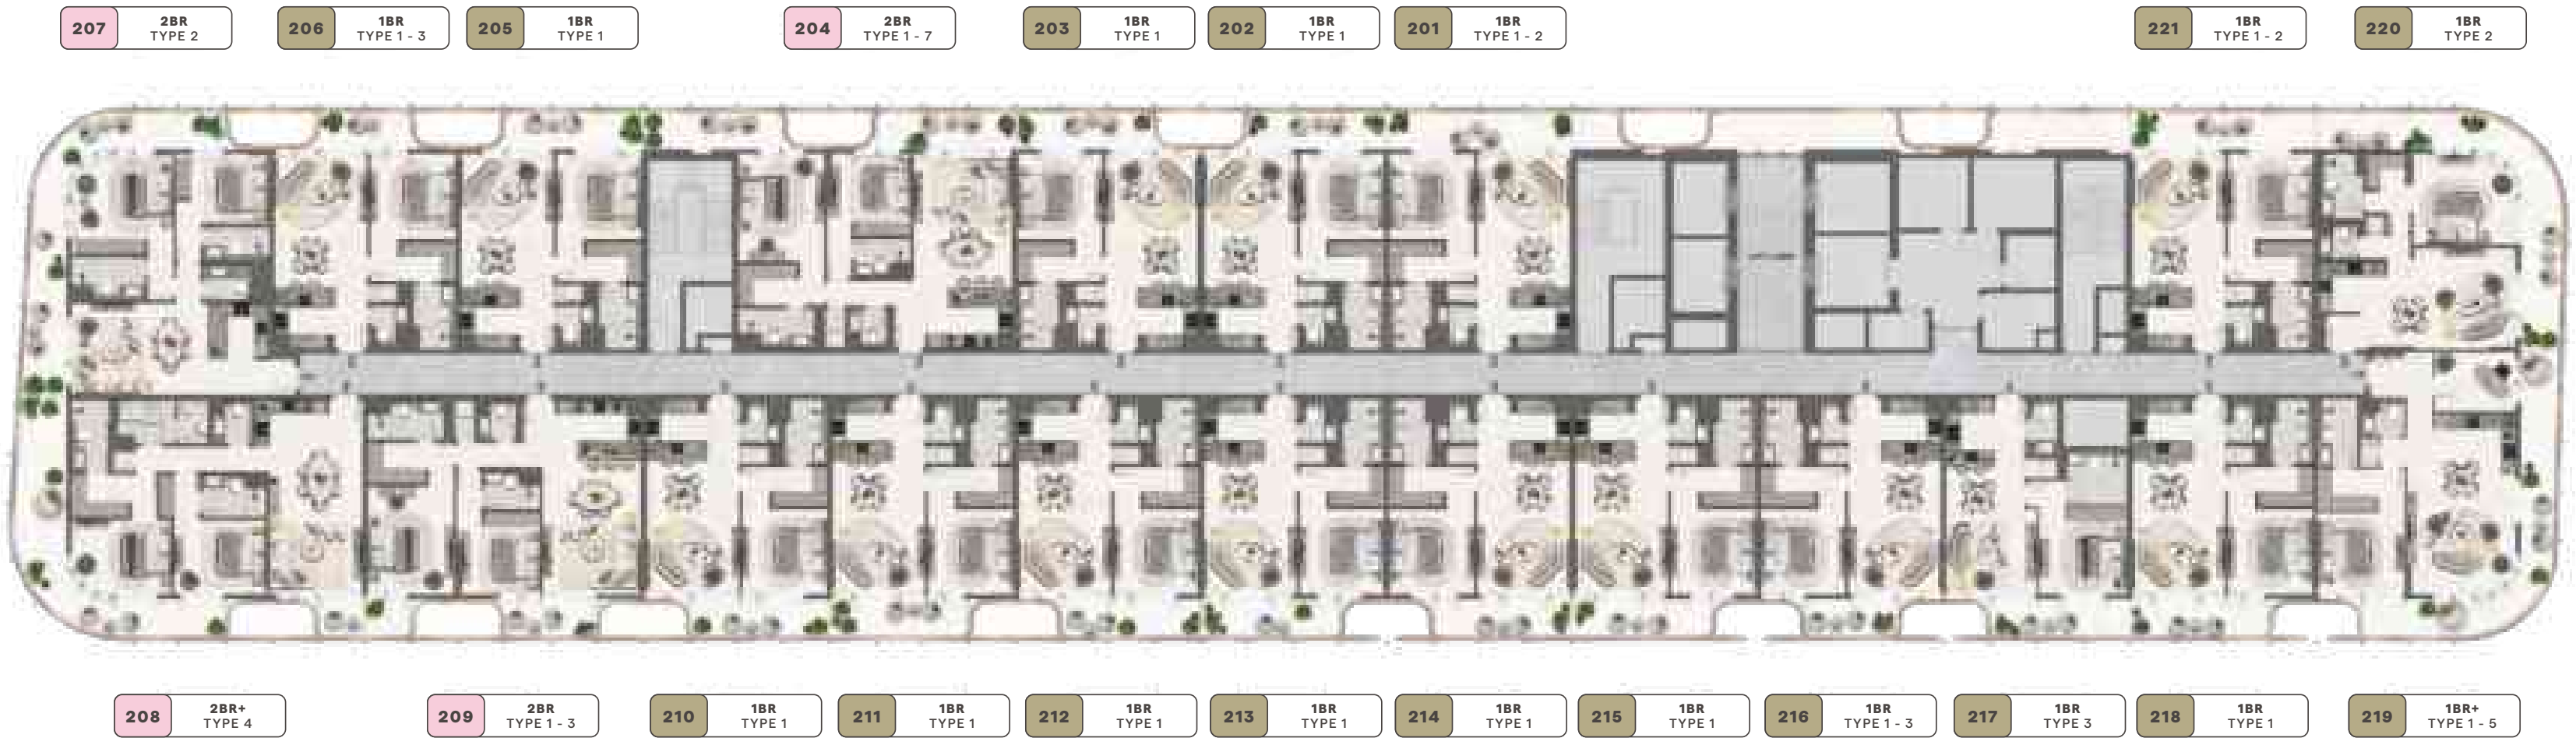 207 2BR TYPE 2
206 1BR TYPE 1 - 3
205 1BR TYPE 1
204 2BR TYPE 1 - 7
203 1BR TYPE 1
202 1BR TYPE 1
201 1BR TYPE 1 - 2
221 1BR TYPE 1 - 2
220 1BR TYPE 2
208 2BR+ TYPE 4
209 2BR TYPE 1 - 3
210 1BR TYPE 1
211 1BR TYPE 1
212 1BR TYPE 1
213 1BR TYPE 1
214 1BR TYPE 1
215 1BR TYPE 1
216 1BR TYPE 1 - 3
217 1BR TYPE 3
218 1BR TYPE 1
219 1BR+ TYPE 1 - 5